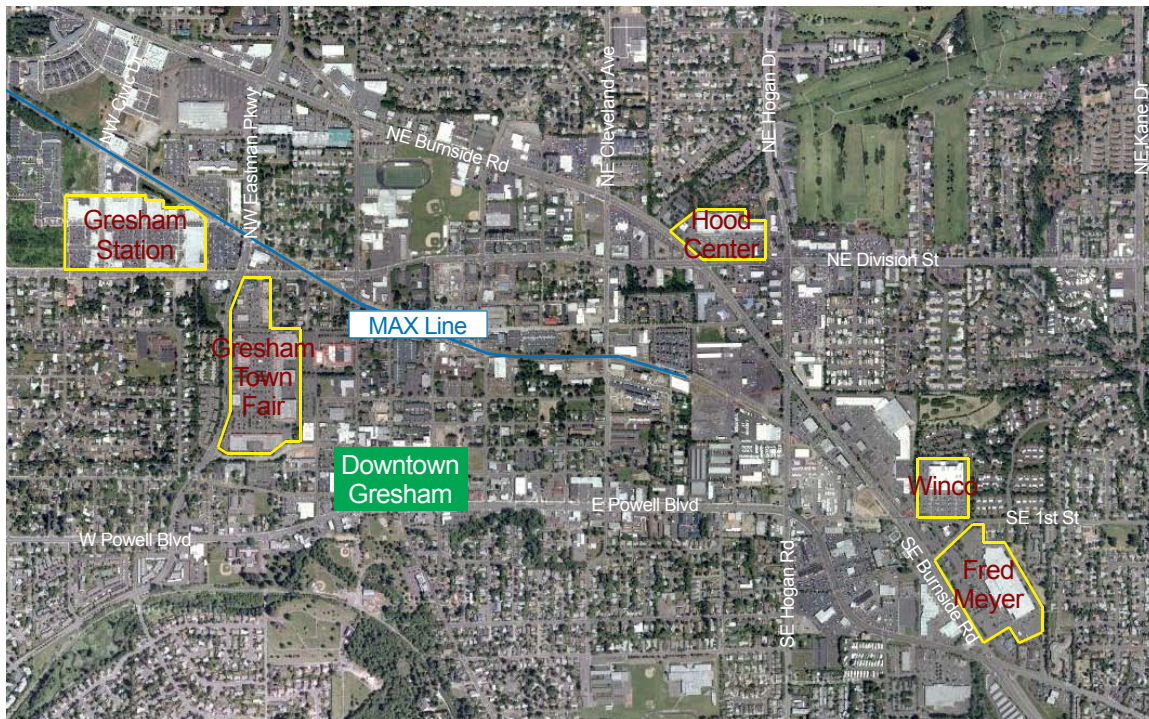 NW Civic Dr
NW Eastman Pkwy
NE Burnside Rd
NE Cleveland Ave
NE Hogan Dr
NE Kane Dr
Gresham
Station
Hood
Center
NE Division St
MAX Line
Gresham
Town
Fair
Downtown
Gresham
Winco
E Powell Blvd
SE 1st St
W Powell Blvd
SE Hogan Rd
SE Burnside Rd
Fred
Meyer